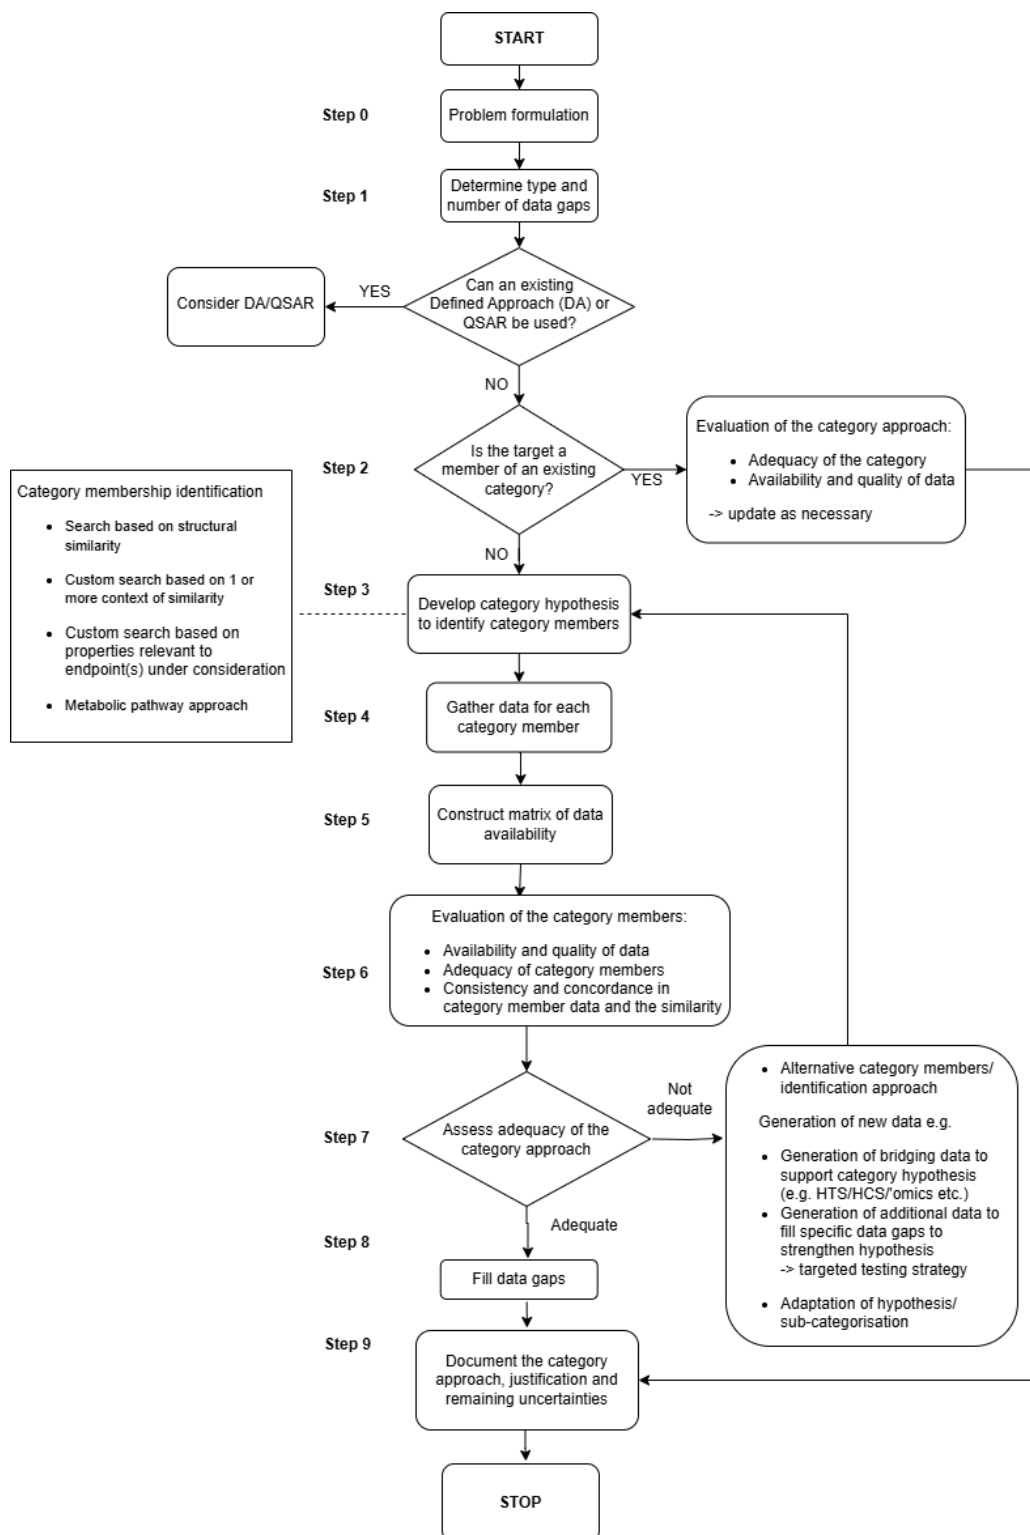 START
Step 0
Problem formulation
Step 1
Determine type and
number of data gaps
Can an existing
Defined Approach (DA) or
QSAR be used?
YES
Consider DA/QSAR
NO
Step 2
Is the target a
member of an existing
category?
YES
Evaluation of the category approach:
• Adequacy of the category
• Availability and quality of data
-> update as necessary
NO
Category membership identification
• Search based on structural
similarity
• Custom search based on 1 or
more context of similarity
• Custom search based on
properties relevant to
endpoint(s) under consideration
• Metabolic pathway approach
Step 3
Develop category hypothesis
to identify category members
Step 4
Gather data for each
category member
Step 5
Construct matrix of data
availability
Step 6
Evaluation of the category members:
• Availability and quality of data
• Adequacy of category members
• Consistency and concordance in
category member data and the similarity
Step 7
Assess adequacy of the
category approach
Not
adequate
• Alternative category members/
identification approach
Generation of new data e.g.
• Generation of bridging data to
support category hypothesis
(e.g. HTS/HCS/'omics etc.)
• Generation of additional data to
fill specific data gaps to
strengthen hypothesis
-> targeted testing strategy
• Adaptation of hypothesis/
sub-categorisation
Adequate
Step 8
Fill data gaps
Step 9
Document the category
approach, justification and
remaining uncertainties
STOP